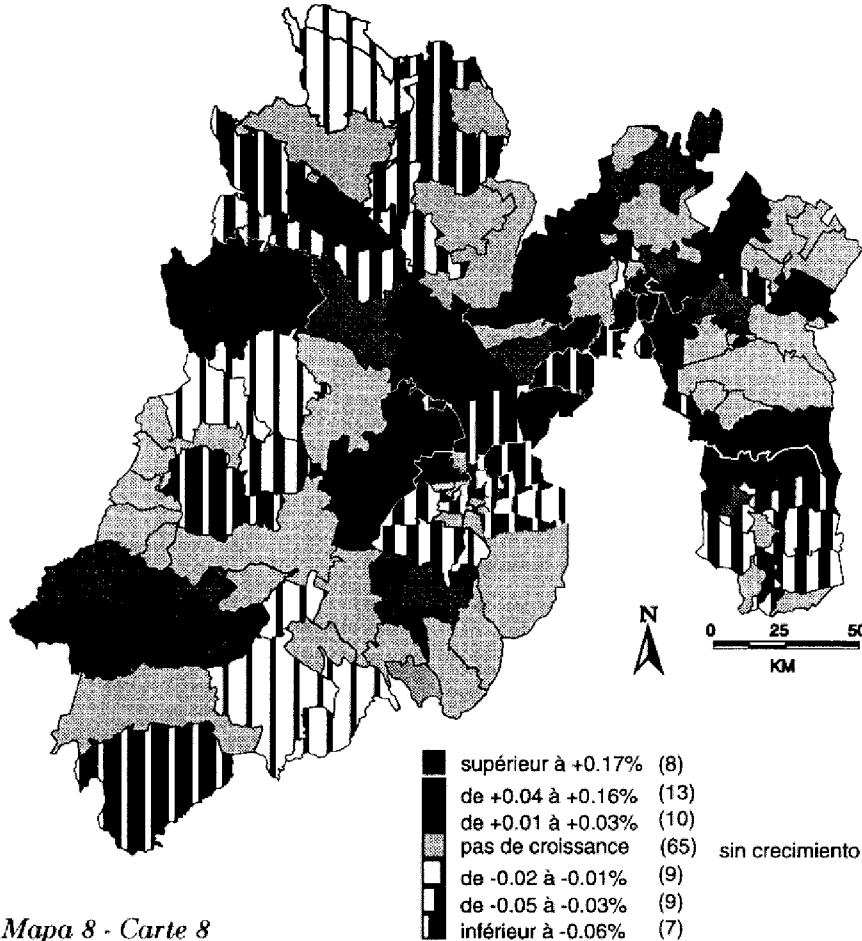 N
0 25 50
KM
supérieur à +0.17% (8)
de +0.04 à +0.16% (13)
de +0.01 à +0.03% (10)
pas de croissance (65) sin crecimiento
de -0.02 à -0.01% (9)
de -0.05 à -0.03% (9)
inférieur à -0.06% (7)
Mapa 8 - Carte 8